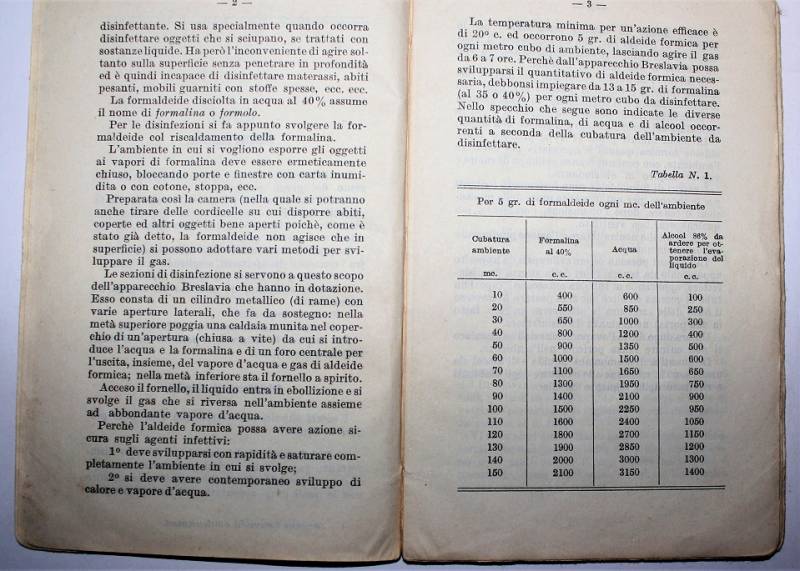 — 2 —
disinfettante. Si usa specialmente quando occorra
disinfettare oggetti che si sciupano, se trattati con
sostanze liquide. Ha però l'inconveniente di agire sol-
tanto sulla superficie senza penetrare in profondità
ed è quindi incapace di disinfettare materassi, abiti
pesanti, mobili guarniti con stoffe spesse, ecc. ecc.
La formaldeide disciolta in acqua al 40% assume
il nome di formalina o formolo.
Per le disinfezioni si fa appunto svolgere la for-
maldeide col riscaldamento della formalina.
L'ambiente in cui si vogliono esporre gli oggetti
ai vapori di formalina deve essere ermeticamente
chiuso, bloccando porte e finestre con carta inumi-
dita o con cotone, stoppa, ecc.
Preparata così la camera (nella quale si potranno
anche tirare delle cordicelle su cui disporre abiti,
coperte ed altri oggetti bene aperti poichè, come è
stato già detto, la formaldeide non agisce che in
superficie) si possono adottare vari metodi per svi-
luppare il gas.
Le sezioni di disinfezione si servono a questo scopo
dell'apparecchio Breslavia che hanno in dotazione.
Esso consta di un cilindro metallico (di rame) con
varie aperture laterali, che fa da sostegno: nella
metà superiore poggia una caldaia munita nel coper-
chio di un'apertura (chiusa a vite) da cui si intro-
duce l'acqua e la formalina e di un foro centrale per
l'uscita, insieme, del vapore d'acqua e gas di aldeide
formica; nella metà inferiore sta il fornello a spirito.
Acceso il fornello, il liquido entra in ebollizione e si
svolge il gas che si riversa nell'ambiente assieme
ad abbondante vapore d'acqua.
Perchè l'aldeide formica possa avere azione si-
cura sugli agenti infettivi:
1º deve svilupparsi con rapidità e saturare com-
pletamente l'ambiente in cui si svolge;
2º si deve avere contemporaneo sviluppo di
calore e vapore d'acqua.
— 3 —
La temperatura minima per un'azione efficace è
di 20º c. ed occorrono 5 gr. di aldeide formica per
ogni metro cubo di ambiente, lasciando agire il gas
da 6 a 7 ore. Perchè dall'apparecchio Breslavia possa
svilupparsi il quantitativo di aldeide formica neces-
saria, debbonsi impiegare da 13 a 15 gr. di formalina
(al 35 o 40%) per ogni metro cubo da disinfettare.
Nello specchio che segue sono indicate le diverse
quantità di formalina, di acqua e di alcool occor-
renti a seconda della cubatura dell'ambiente da
disinfettare.
Tabella N. 1.
Per 5 gr. di formaldeide ogni mc. dell'ambiente
Cubatura ambiente mc. Formalina al 40% c. c. Acqua c. c. Alcool 86% da ardere per ottenere l'evaporazione del liquido c. c.
10 400 600 100
20 550 850 250
30 650 1000 300
40 800 1200 400
50 900 1350 500
60 1000 1500 600
70 1100 1650 650
80 1300 1950 750
90 1400 2100 900
100 1500 2250 950
110 1600 2400 1050
120 1800 2700 1150
130 1900 2850 1200
140 2000 3000 1300
150 2100 3150 1400